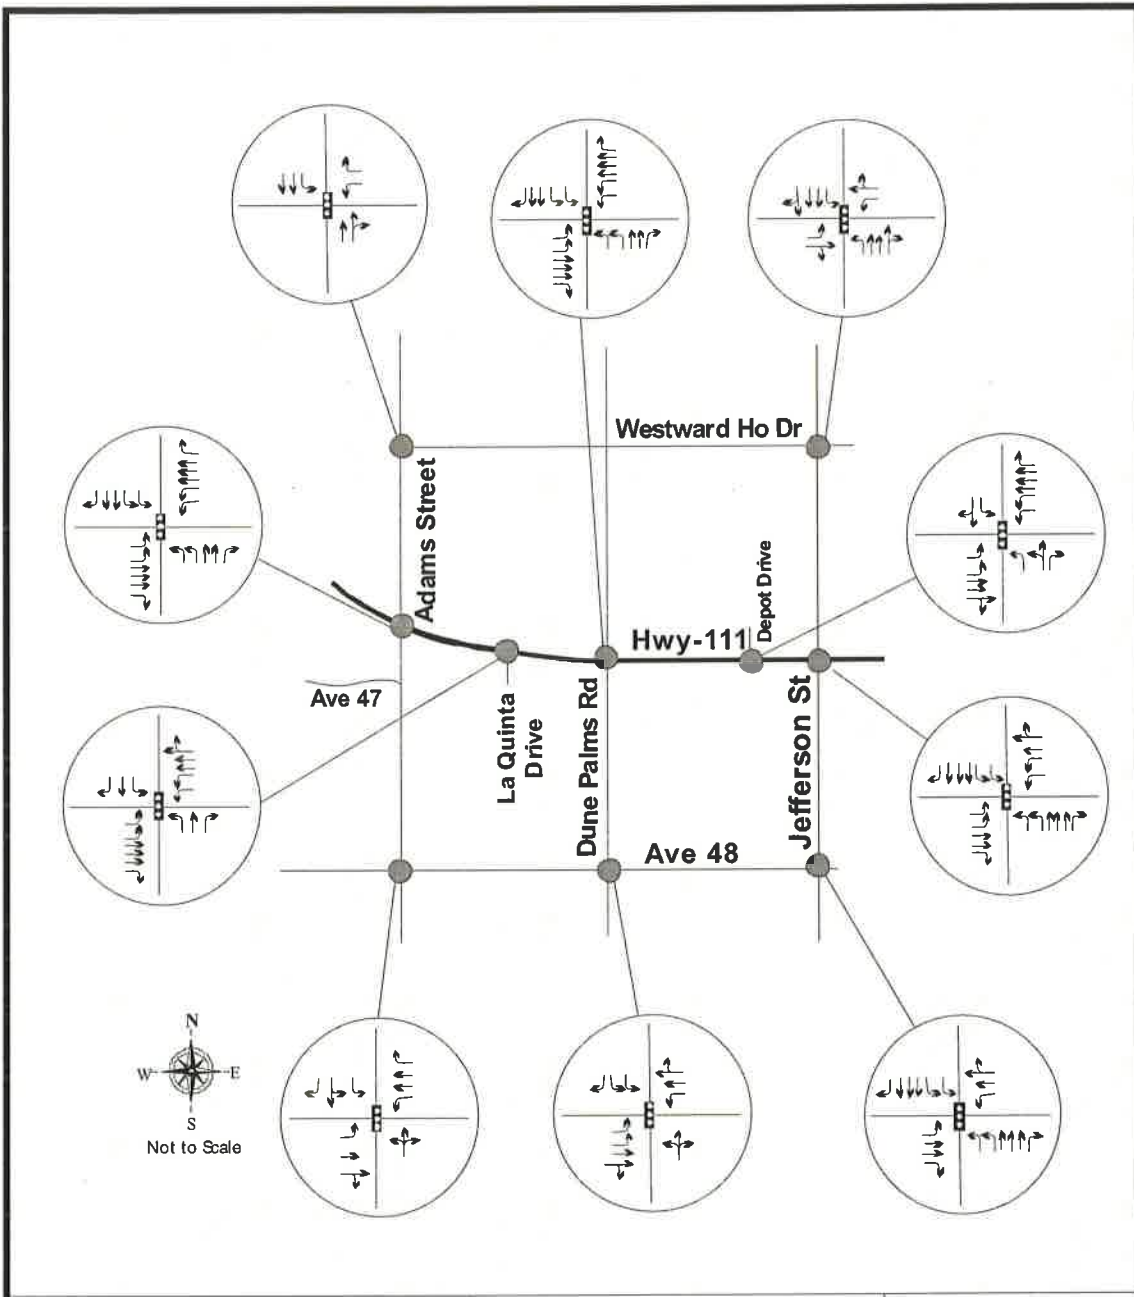 Westward Ho Dr
Adams Street
Depot Drive
Hwy-111
Ave 47
La Quinta
Drive
Dune Palms Rd
Jefferson St
Ave 48
N
W
E
S
Not to Scale